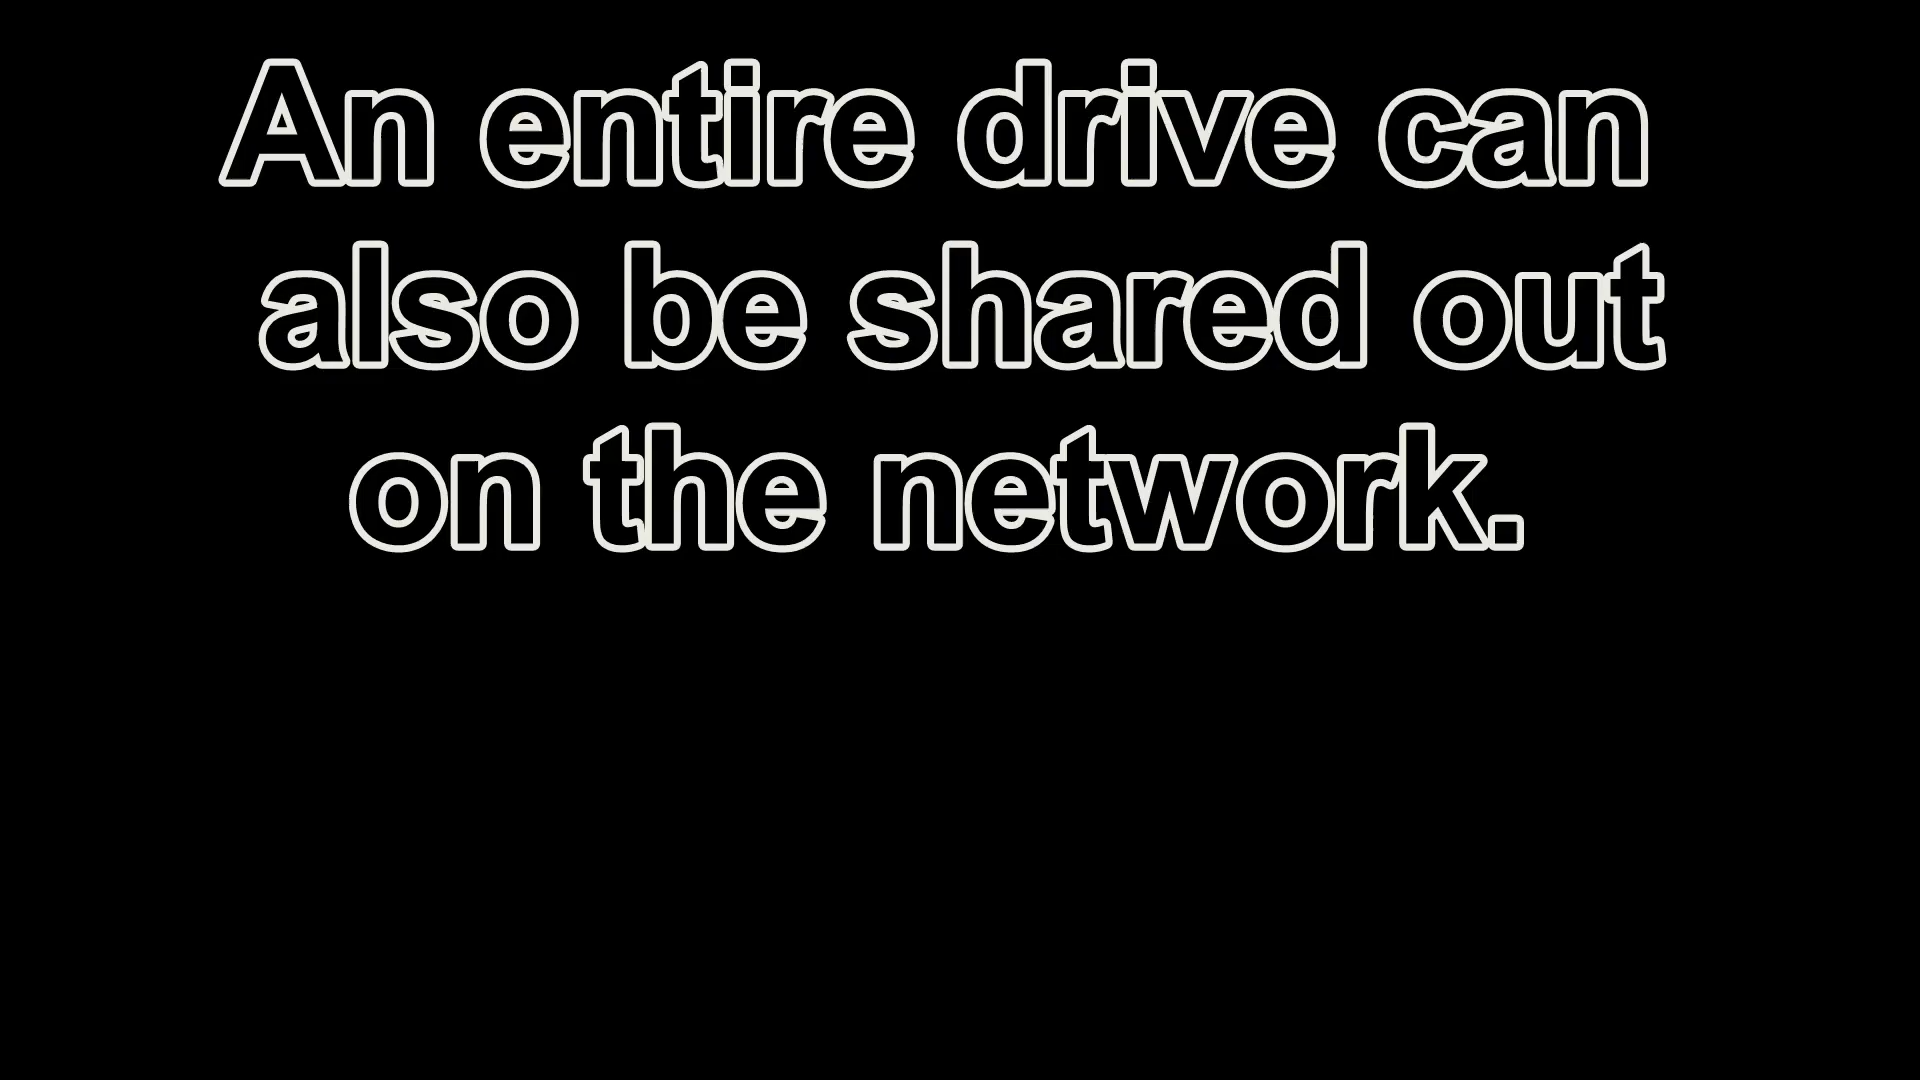 An entire drive can
also be shared out
on the network.